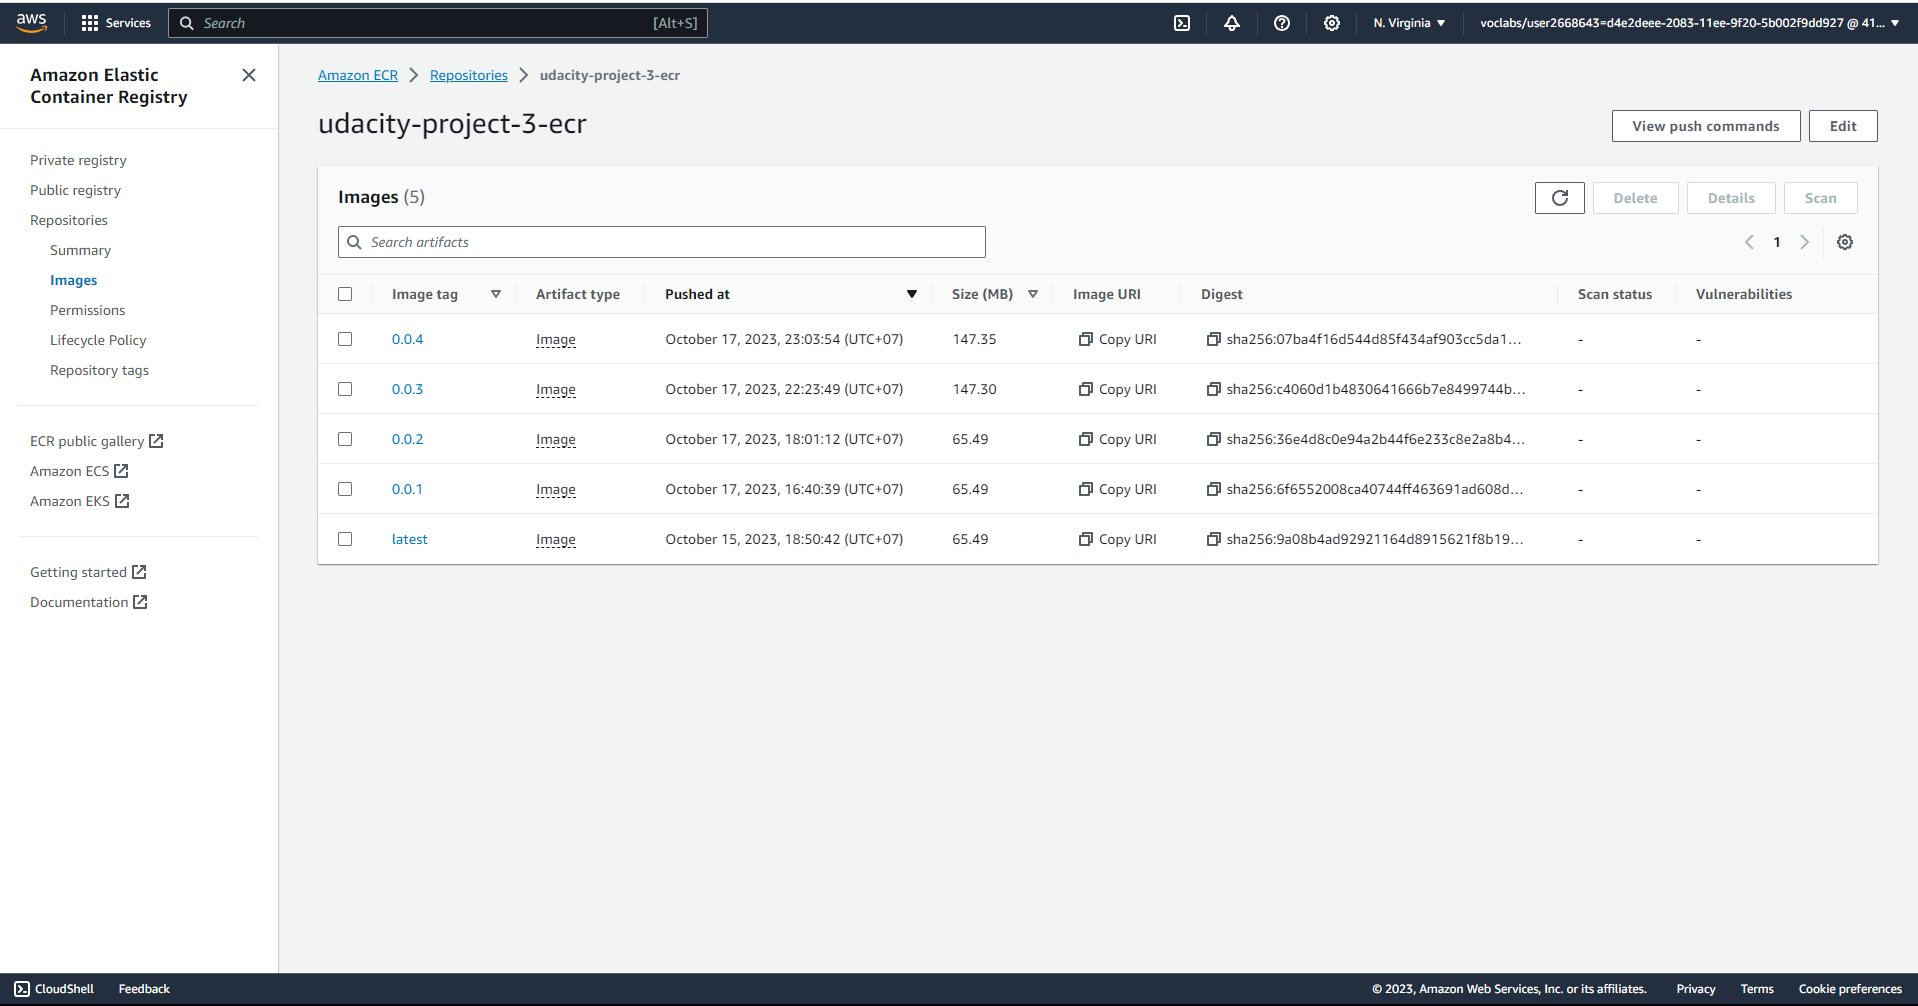 aws Services Search [Alt+S] N. Virginia voclabs/user2668643=d4e2deee-2083-11ee-9f20-5b002f9dd927 @ 41...
Amazon Elastic
Container Registry
Private registry
Public registry
Repositories
Summary
Images
Permissions
Lifecycle Policy
Repository tags
ECR public gallery
Amazon ECS
Amazon EKS
Getting started
Documentation
Amazon ECR Repositories udacity-project-3-ecr
udacity-project-3-ecr
View push commands Edit
Images (5)
Delete Details Scan
Search artifacts
1
Image tag Artifact type Pushed at Size (MB) Image URI Digest Scan status Vulnerabilities
0.0.4 Image October 17, 2023, 23:03:54 (UTC+07) 147.35 Copy URI sha256:07ba4f16d544d85f434af903cc5da1... - -
0.0.3 Image October 17, 2023, 22:23:49 (UTC+07) 147.30 Copy URI sha256:c4060d1b4830641666b7e8499744b... - -
0.0.2 Image October 17, 2023, 18:01:12 (UTC+07) 65.49 Copy URI sha256:36e4d8c0e94a2b44f6e233c8e2a8b4... - -
0.0.1 Image October 17, 2023, 16:40:39 (UTC+07) 65.49 Copy URI sha256:6f6552008ca40744ff463691ad608d... - -
latest Image October 15, 2023, 18:50:42 (UTC+07) 65.49 Copy URI sha256:9a08b4ad92921164d8915621f8b19... - -
CloudShell Feedback © 2023, Amazon Web Services, Inc. or its affiliates. Privacy Terms Cookie preferences